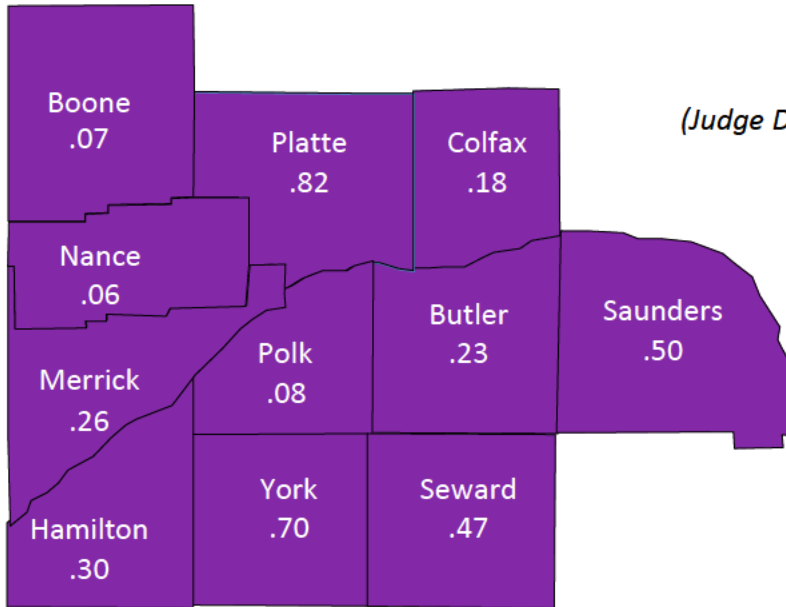 Boone
.07
Platte
.82
Colfax
.18
(Judge D
Nance
.06
Butler
.23
Saunders
.50
Polk
.08
Merrick
.26
York
.70
Seward
.47
Hamilton
.30